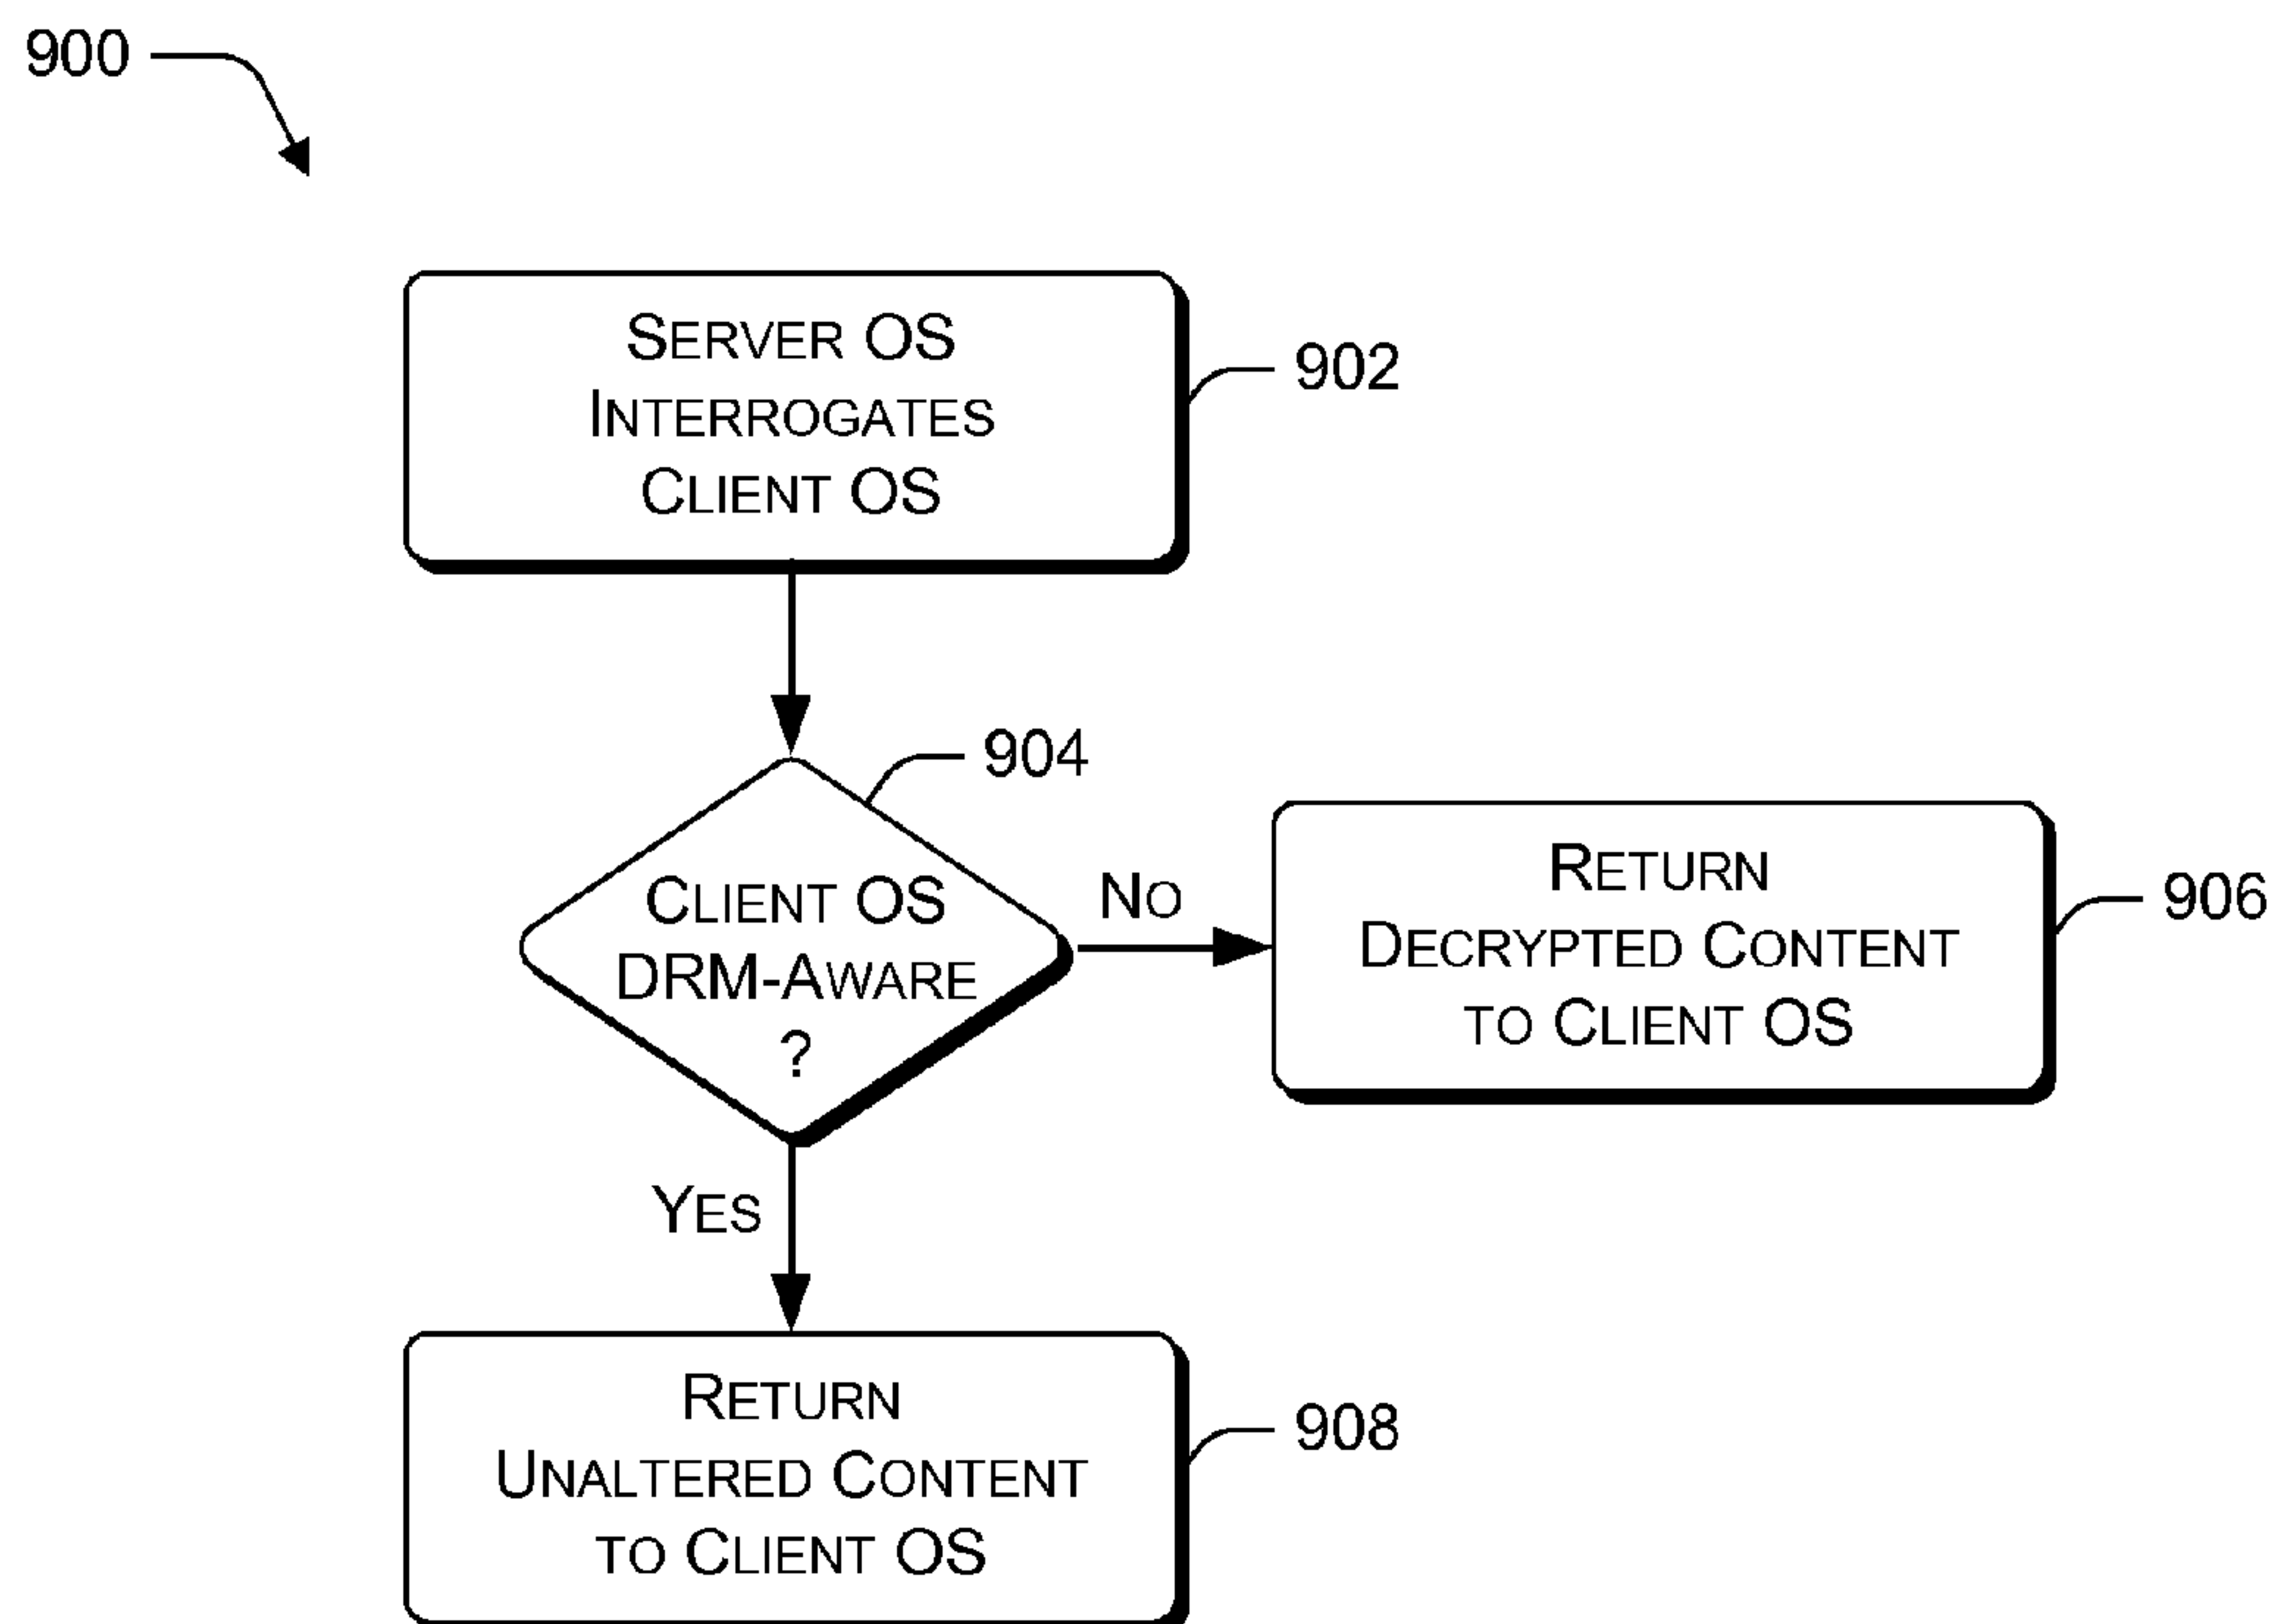 900
SERVER OS
INTERROGATES
CLIENT OS
902
904
CLIENT OS
DRM-AWARE
?
NO
RETURN
DECRYPTED CONTENT
TO CLIENT OS
906
YES
RETURN
UNALTERED CONTENT
TO CLIENT OS
908